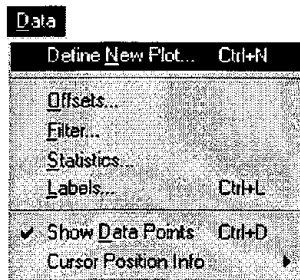 Data
Define New Plot... Ctrl+N
Offsets...
Filter...
Statistics...
Labels... Ctrl+L
✔ Show Data Points Ctrl+D
Cursor Position Info ▶